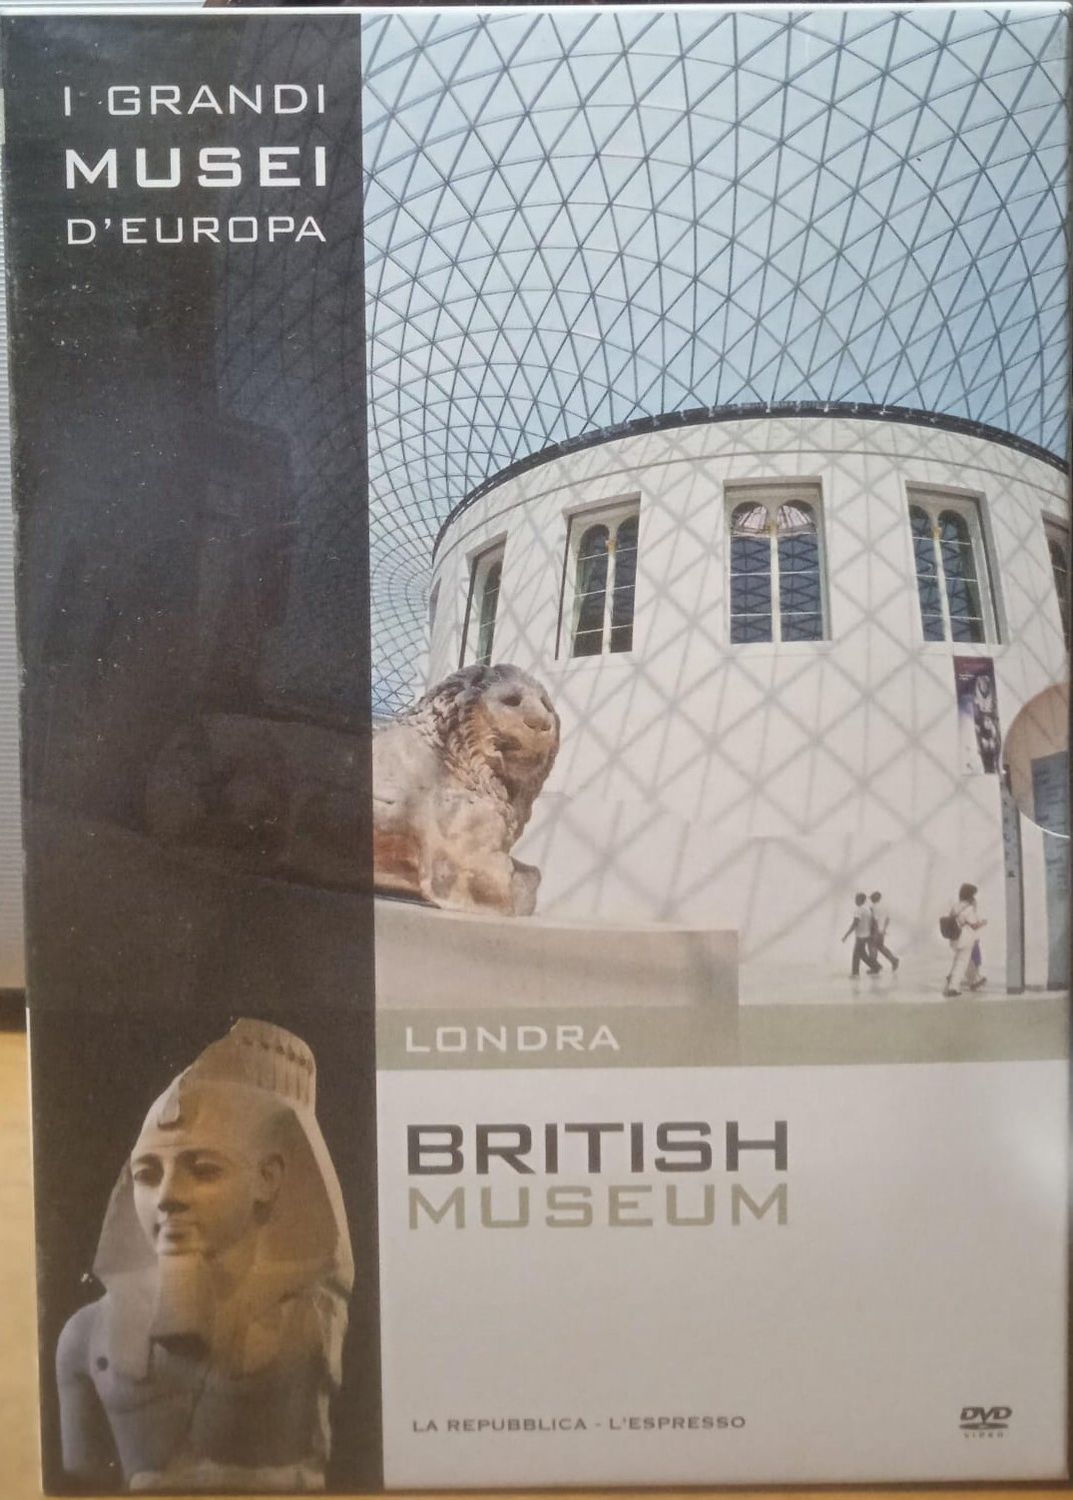 I GRANDI
MUSEI
D'EUROPA
LONDRA
BRITISH
MUSEUM
LA REPUBBLICA - L'ESPRESSO
DVD
VIDEO